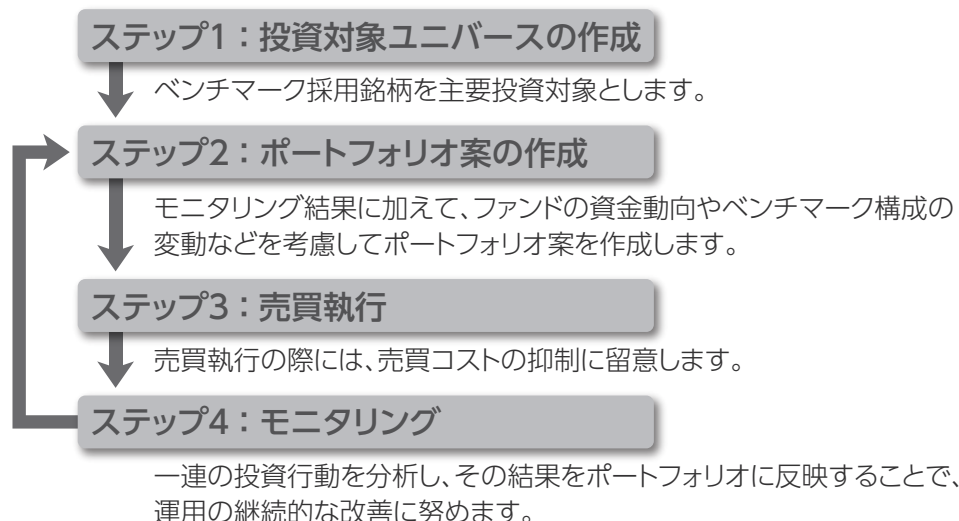 ステップ1：投資対象ユニバースの作成
ベンチマーク採用銘柄を主要投資対象とします。
ステップ2：ポートフォリオ案の作成
モニタリング結果に加えて、ファンドの資金動向やベンチマーク構成の
変動などを考慮してポートフォリオ案を作成します。
ステップ3：売買執行
売買執行の際には、売買コストの抑制に留意します。
ステップ4：モニタリング
一連の投資行動を分析し、その結果をポートフォリオに反映することで、
運用の継続的な改善に努めます。